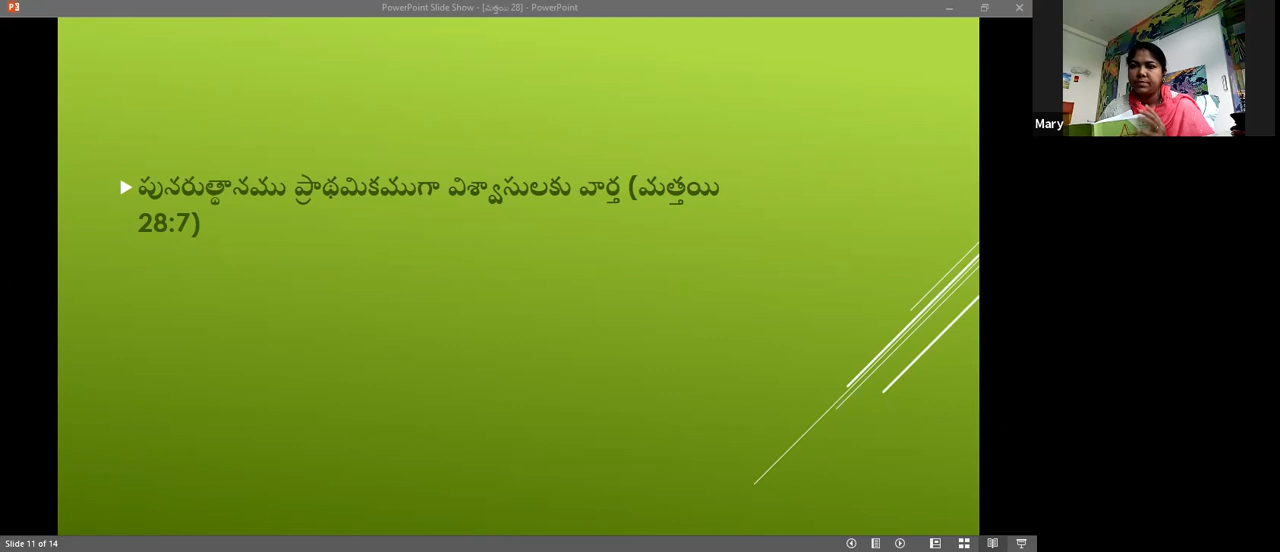 PowerPoint Slide Show - [మత్తయి 28] - PowerPoint
Mary
పునరుత్థానము ప్రాథమికముగా విశ్వాసులకు వార్త (మత్తయి
28:7)
Slide 11 of 14